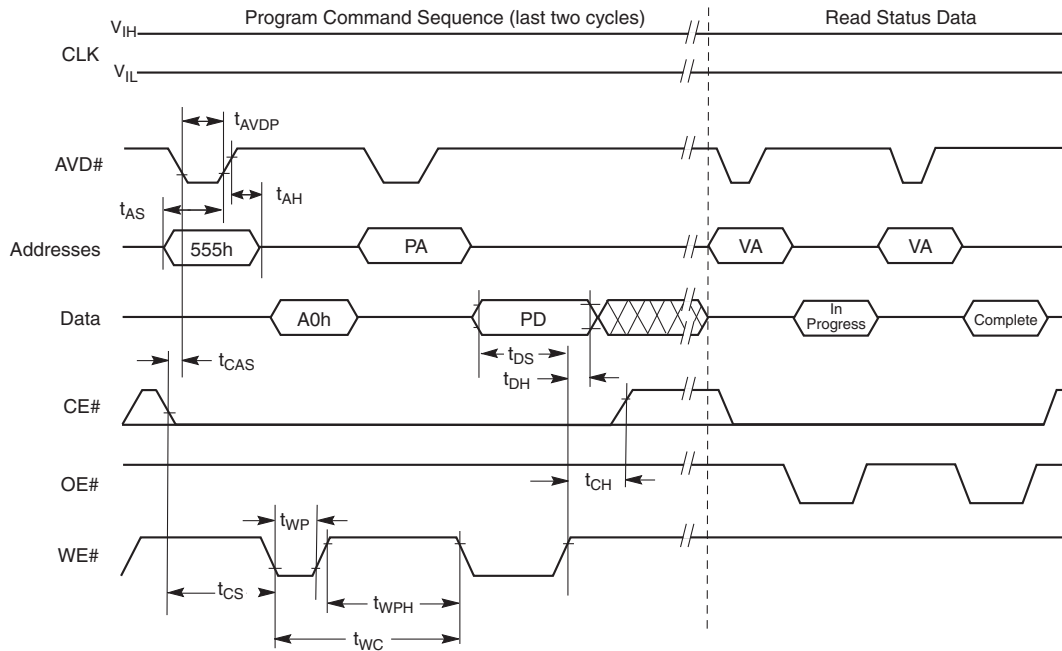 Program Command Sequence (last two cycles)
Read Status Data
VIH
CLK
VIL
tAVDP
AVD#
tAH
tAS
Addresses
555h
PA
VA
VA
Data
A0h
PD
In
Progress
Complete
tCAS
tDS
tDH
CE#
OE#
tCH
tWP
WE#
tCS
tWPH
tWC